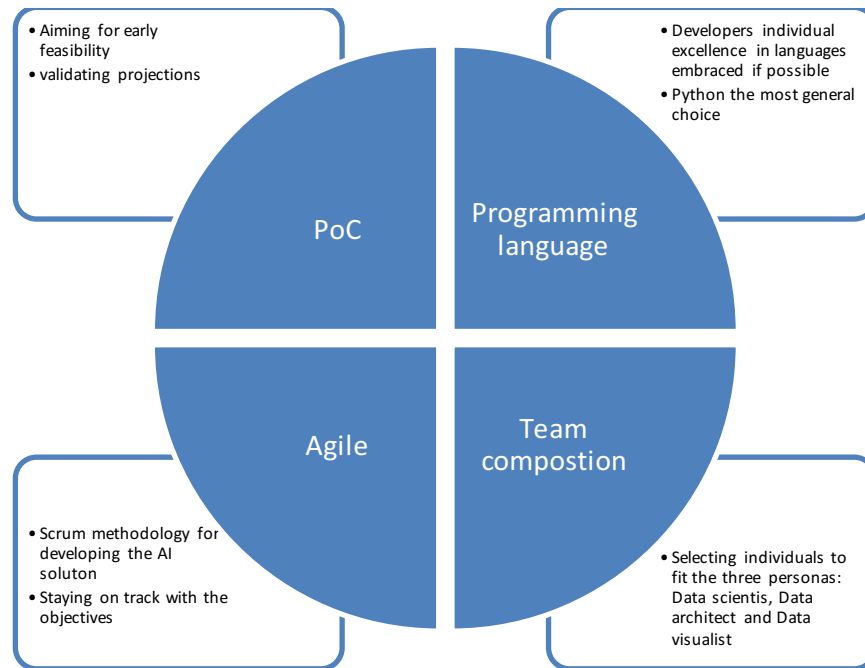 • Aiming for early
feasibility
• validating projections
• Developers individual
excellence in languages
embraced if possible
• Python the most general
choice
PoC
Programming
language
Agile
Team
compostion
• Scrum methodology for
developing the AI
soluton
• Staying on track with the
objectives
• Selecting individuals to
fit the three personas:
Data scientis, Data
architect and Data
visualist